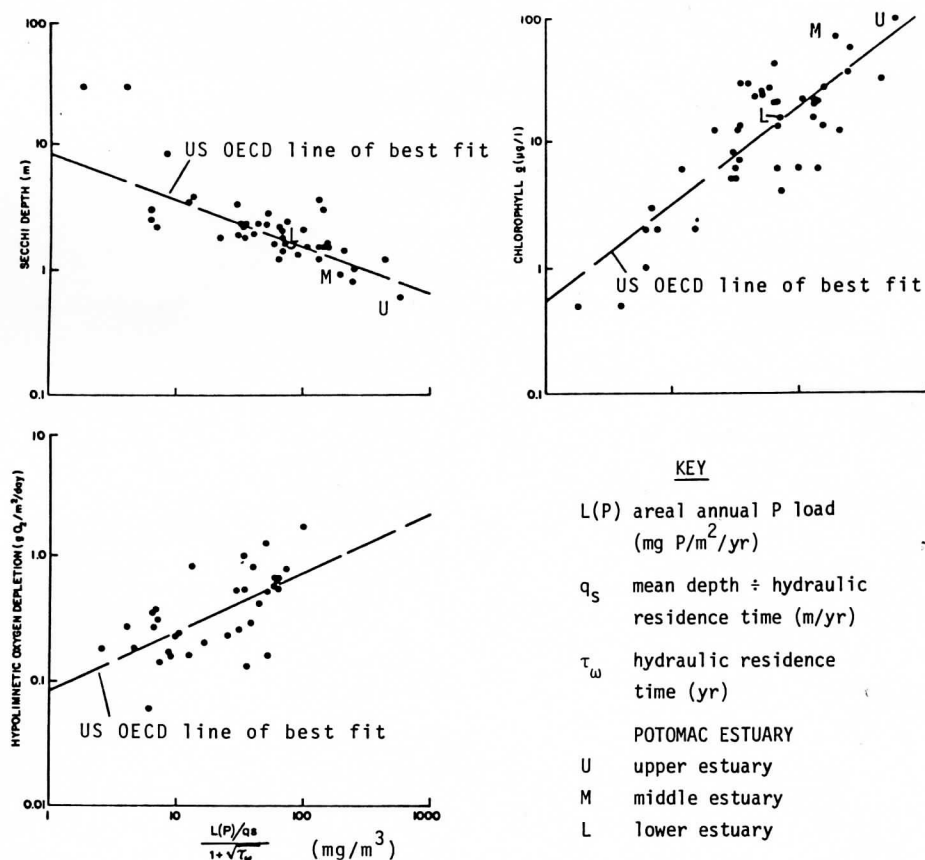 100
10
1
0.1
SECCHI DEPTH (m)
US OECD line of best fit
L
M
U
100
10
1
0.1
CHLOROPHYLL a (µg/l)
M
U
L
US OECD line of best fit
10
1.0
0.1
0.01
HYPOLIMNETIC OXYGEN DEPLETION (g O₂/m²/day)
US OECD line of best fit
1
10
100
1000
L(P)/qs
1+√τw
(mg/m³)
KEY
L(P) areal annual P load
(mg P/m²/yr)
qs mean depth ÷ hydraulic
residence time (m/yr)
τω hydraulic residence
time (yr)
POTOMAC ESTUARY
U upper estuary
M middle estuary
L lower estuary